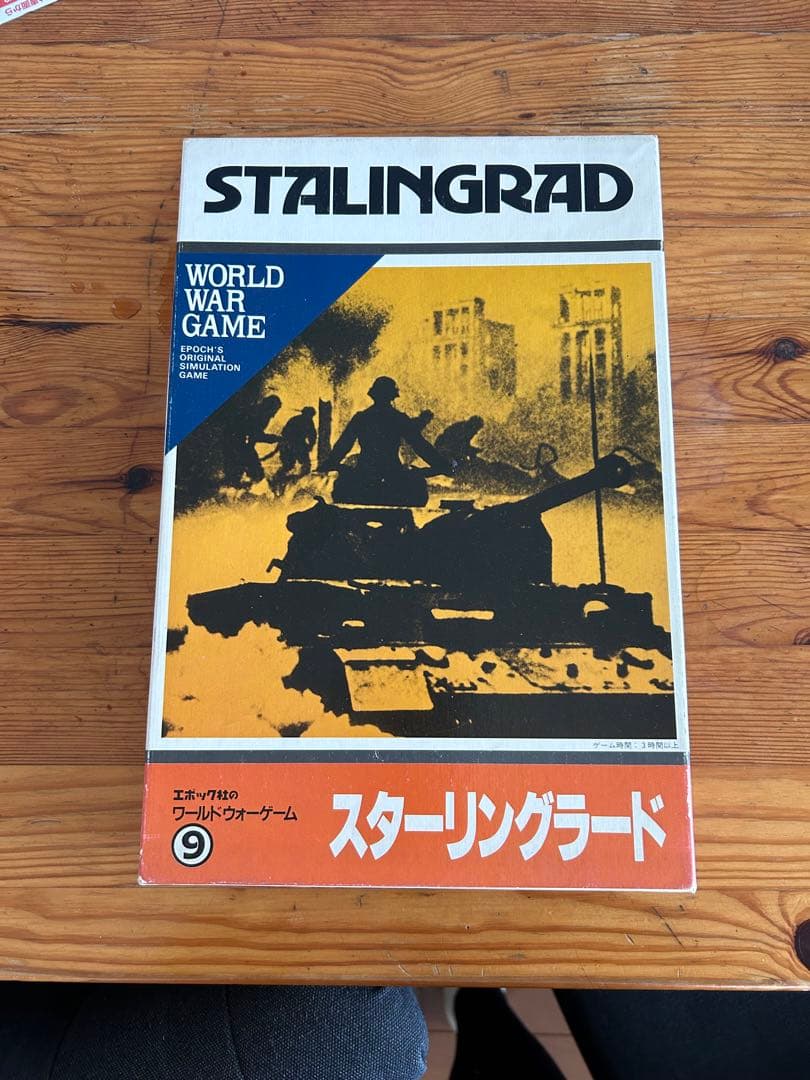 STALINGRAD
WORLD
WAR
GAME
EPOCH'S
ORIGINAL
SIMULATION
GAME
ゲーム時間:3時間以上
エポック社の
ワールドウォーゲーム
9
スターリングラード